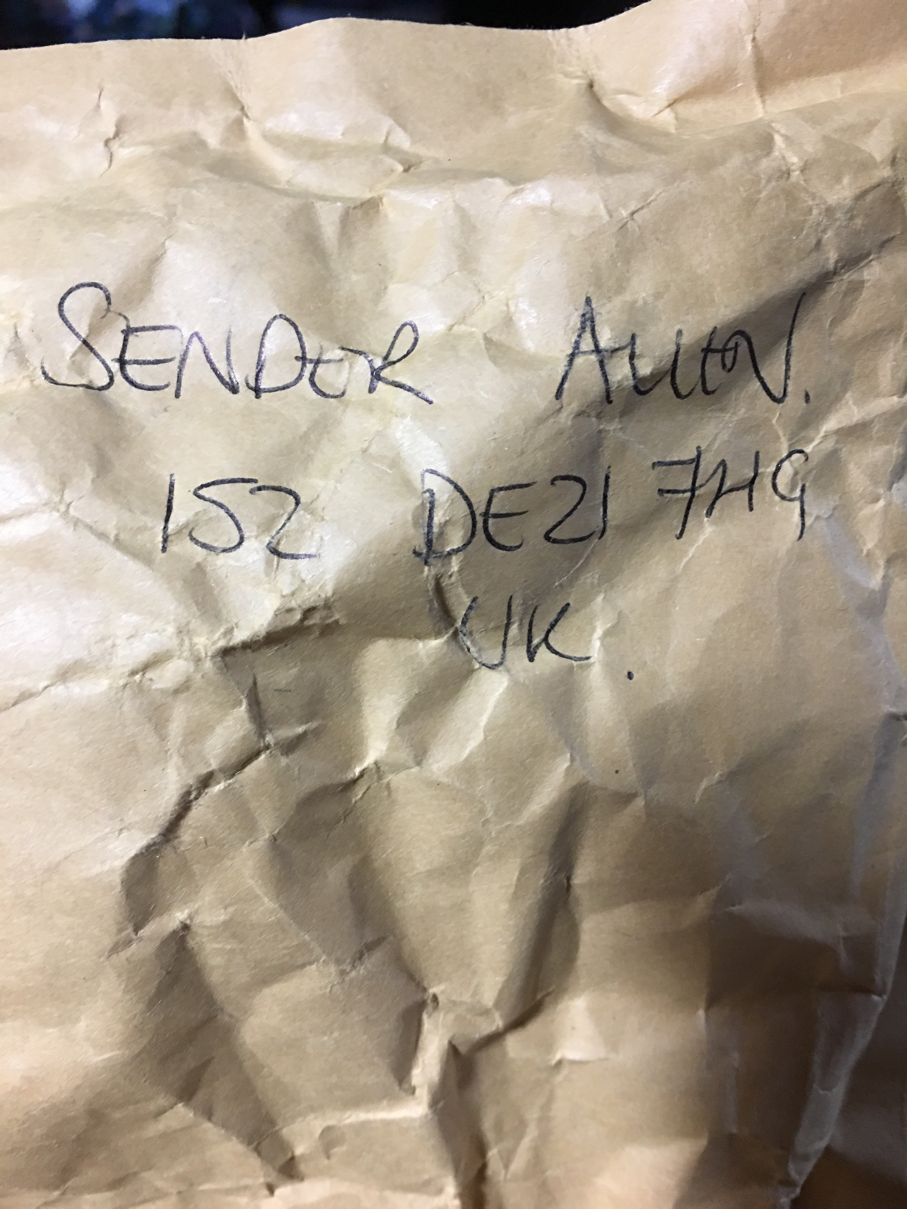 SENDER ALLEN.
152 DE21 7HG
UK.